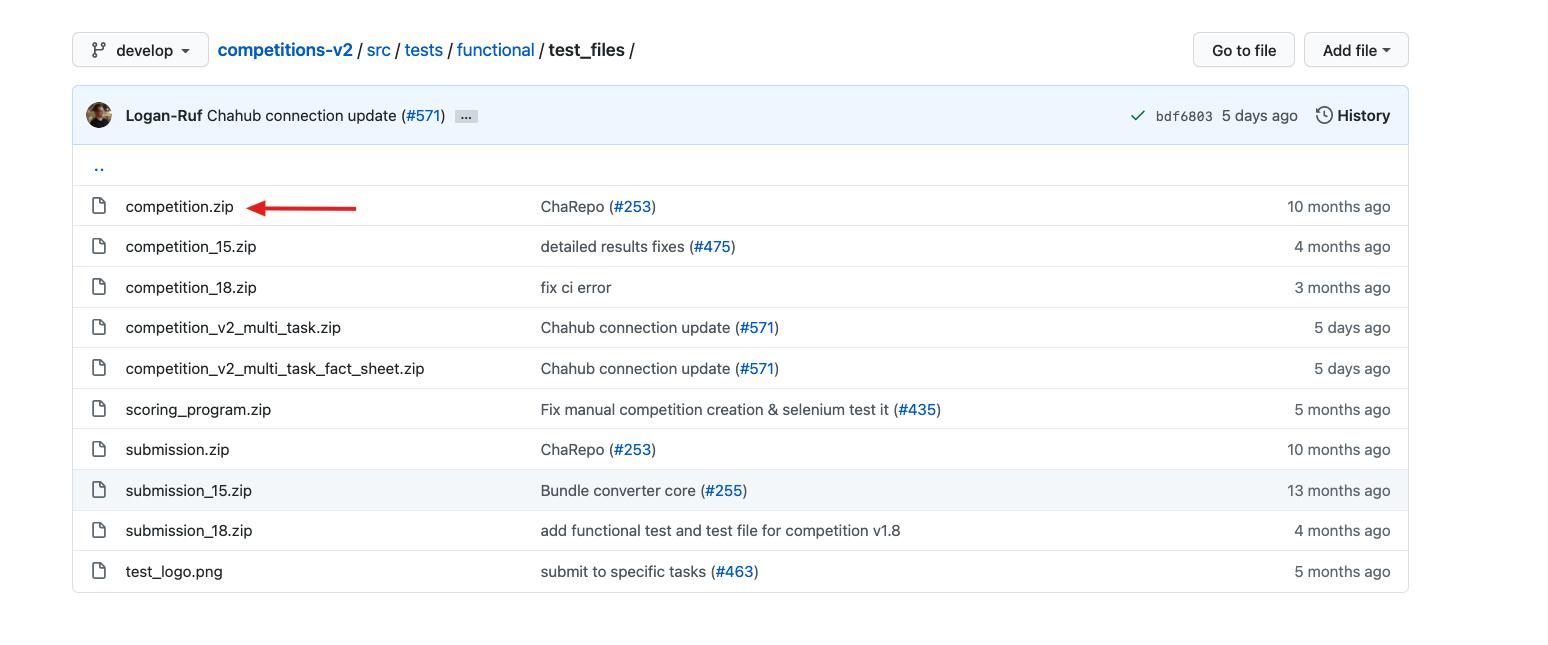 develop competitions-v2 / src / tests / functional / test_files / Go to file Add file
Logan-Ruf Chahub connection update (#571) ... bdf6803 5 days ago History
..
competition.zip ChaRepo (#253) 10 months ago
competition_15.zip detailed results fixes (#475) 4 months ago
competition_18.zip fix ci error 3 months ago
competition_v2_multi_task.zip Chahub connection update (#571) 5 days ago
competition_v2_multi_task_fact_sheet.zip Chahub connection update (#571) 5 days ago
scoring_program.zip Fix manual competition creation & selenium test it (#435) 5 months ago
submission.zip ChaRepo (#253) 10 months ago
submission_15.zip Bundle converter core (#255) 13 months ago
submission_18.zip add functional test and test file for competition v1.8 4 months ago
test_logo.png submit to specific tasks (#463) 5 months ago